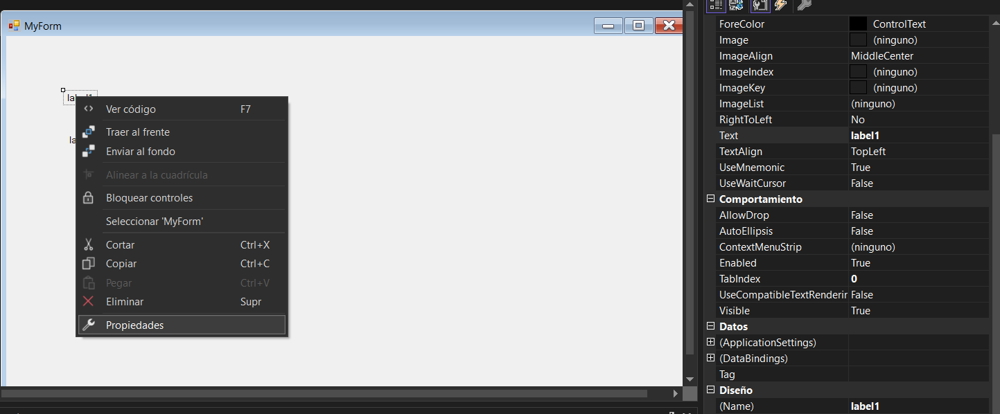 MyForm
label1
la
Ver código F7
Traer al frente
Enviar al fondo
Alinear a la cuadrícula
Bloquear controles
Seleccionar 'MyForm'
Cortar Ctrl+X
Copiar Ctrl+C
Pegar Ctrl+V
Eliminar Supr
Propiedades
ForeColor ControlText
Image (ninguno)
ImageAlign MiddleCenter
ImageIndex (ninguno)
ImageKey (ninguno)
ImageList (ninguno)
RightToLeft No
Text label1
TextAlign TopLeft
UseMnemonic True
UseWaitCursor False
Comportamiento
AllowDrop False
AutoEllipsis False
ContextMenuStrip (ninguno)
Enabled True
TabIndex 0
UseCompatibleTextRenderir False
Visible True
Datos
(ApplicationSettings)
(DataBindings)
Tag
Diseño
(Name) label1